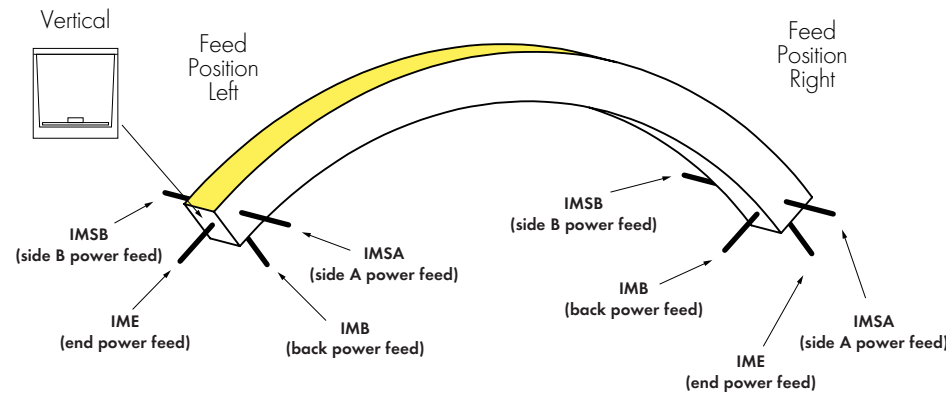 Vertical
Feed
Position
Left
Feed
Position
Right
IMSB
(side B power feed)
IMSA
(side A power feed)
IME
(end power feed)
IMB
(back power feed)
IMSB
(side B power feed)
IMB
(back power feed)
IMSA
(side A power feed)
IME
(end power feed)